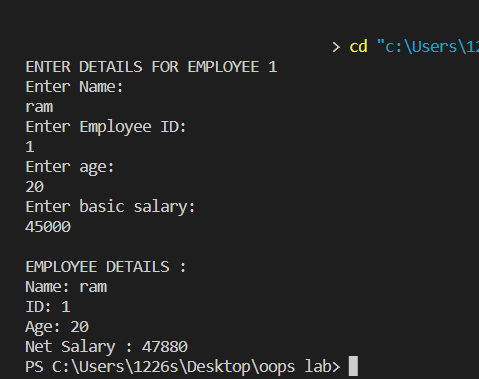 > cd "c:\Users\12
ENTER DETAILS FOR EMPLOYEE 1
Enter Name:
ram
Enter Employee ID:
1
Enter age:
20
Enter basic salary:
45000
EMPLOYEE DETAILS :
Name: ram
ID: 1
Age: 20
Net Salary : 47880
PS C:\Users\1226s\Desktop\oops lab>